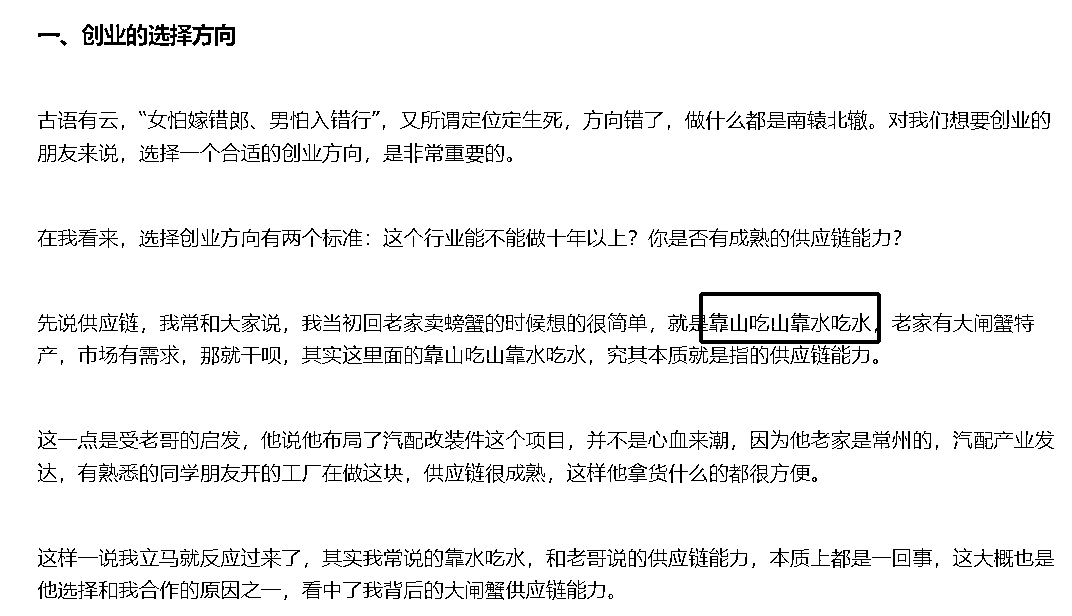 一、创业的选择方向
古语有云，“女怕嫁错郎、男怕入错行”，又所谓定位定生死，方向错了，做什么都是南辕北辙。对我们想要创业的
朋友来说，选择一个合适的创业方向，是非常重要的。
在我看来，选择创业方向有两个标准：这个行业能不能做十年以上？你是否有成熟的供应链能力？
先说供应链，我常和大家说，我当初回老家卖螃蟹的时候想的很简单，就是靠山吃山靠水吃水，老家有大闸蟹特
产，市场有需求，那就干呗，其实这里面的靠山吃山靠水吃水，究其本质就是指的供应链能力。
这一点是受老哥的启发，他说他布局了汽配改装件这个项目，并不是心血来潮，因为他老家是常州的，汽配产业发
达，有熟悉的同学朋友开的工厂在做这块，供应链很成熟，这样他拿货什么的都很方便。
这样一说我立马就反应过来了，其实我常说的靠水吃水，和老哥说的供应链能力，本质上都是一回事，这大概也是
他选择和我合作的原因之一，看中了我背后的大闸蟹供应链能力。